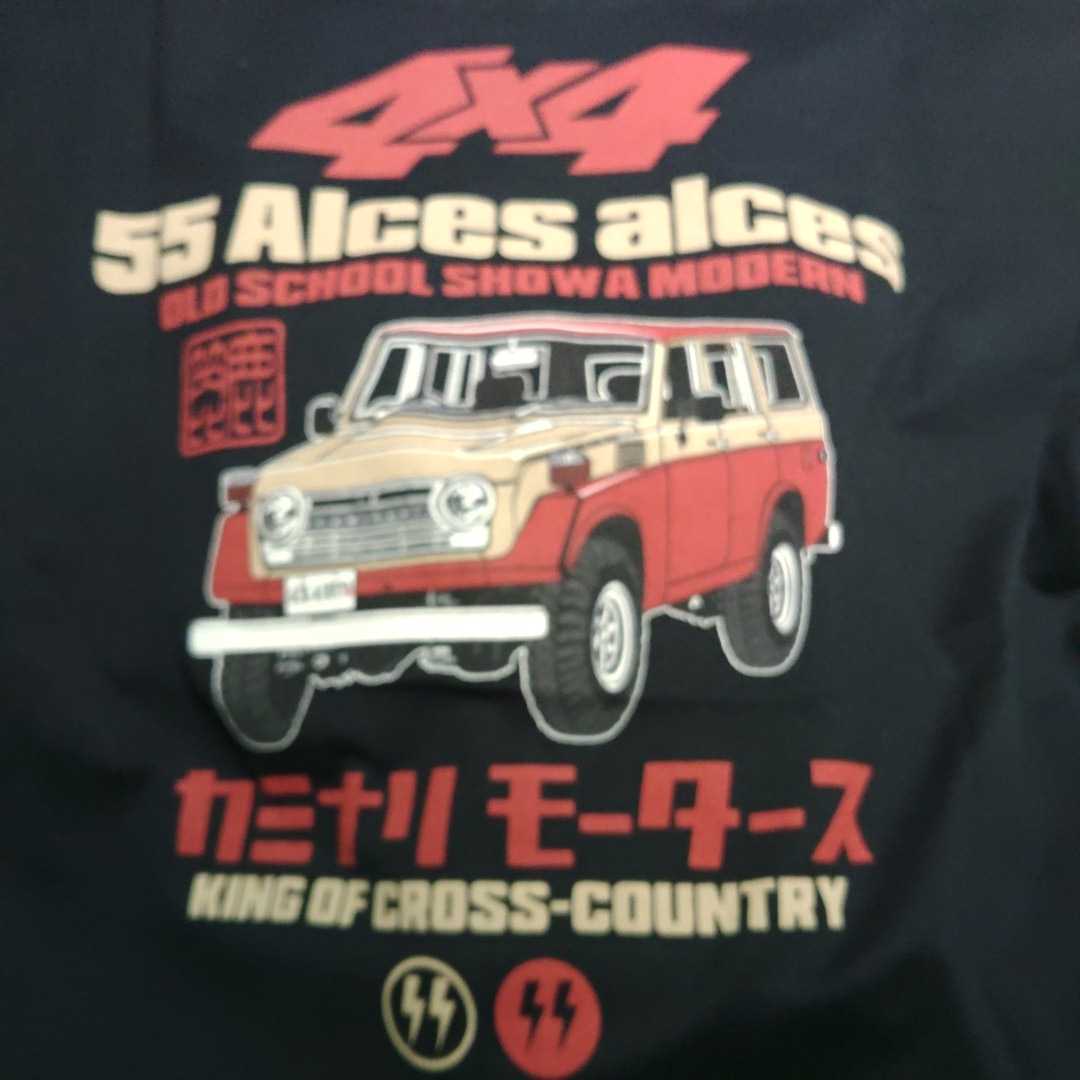 4x4
55 Alces alces
OLD SCHOOL SHOWA MODERN
カミナリ モータース
KING OF CROSS-COUNTRY